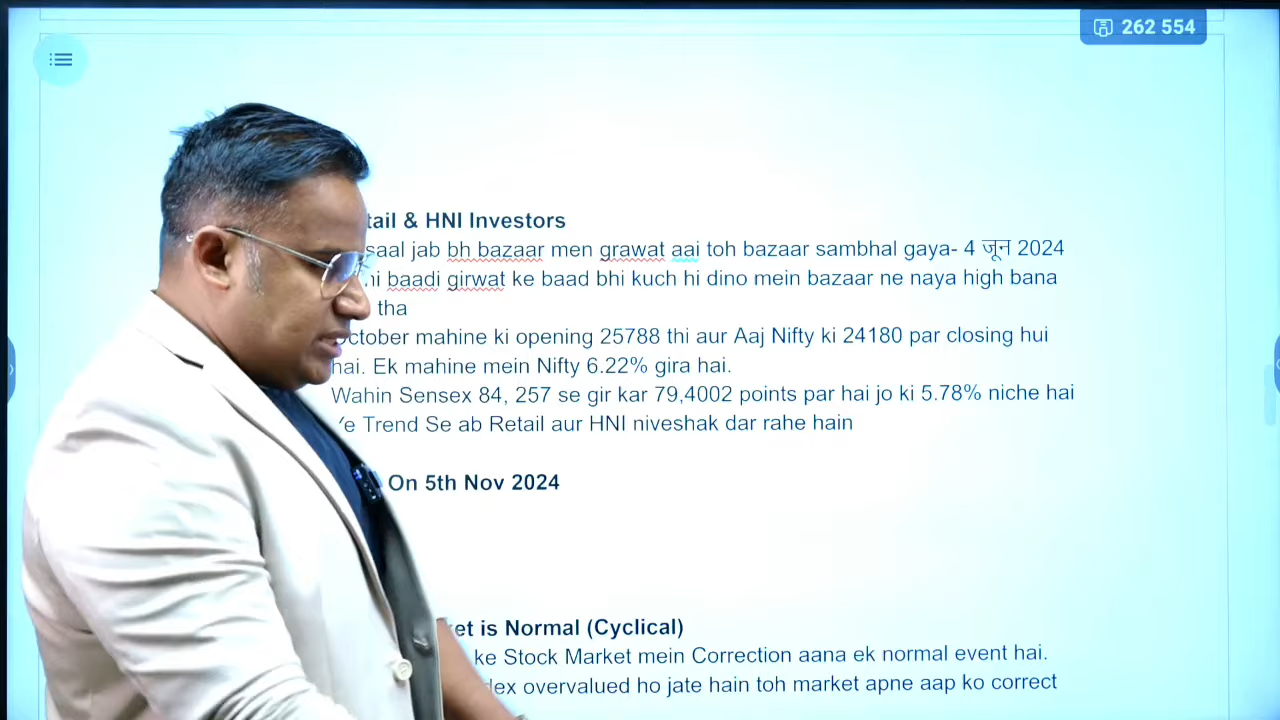 262 554
tail & HNI Investors
saal jab bh bazaar men grawat aai toh bazaar sambhal gaya- 4 जून 2024
baadi girwat ke baad bhi kuch hi dino mein bazaar ne naya high bana
tha
October mahine ki opening 25788 thi aur Aaj Nifty ki 24180 par closing hui
hai. Ek mahine mein Nifty 6.22% gira hai.
Wahin Sensex 84, 257 se gir kar 79,4002 points par hai jo ki 5.78% niche hai
Ye Trend Se ab Retail aur HNI niveshak dar rahe hain
On 5th Nov 2024
et is Normal (Cyclical)
ke Stock Market mein Correction aana ek normal event hai.
dex overvalued ho jate hain toh market apne aap ko correct